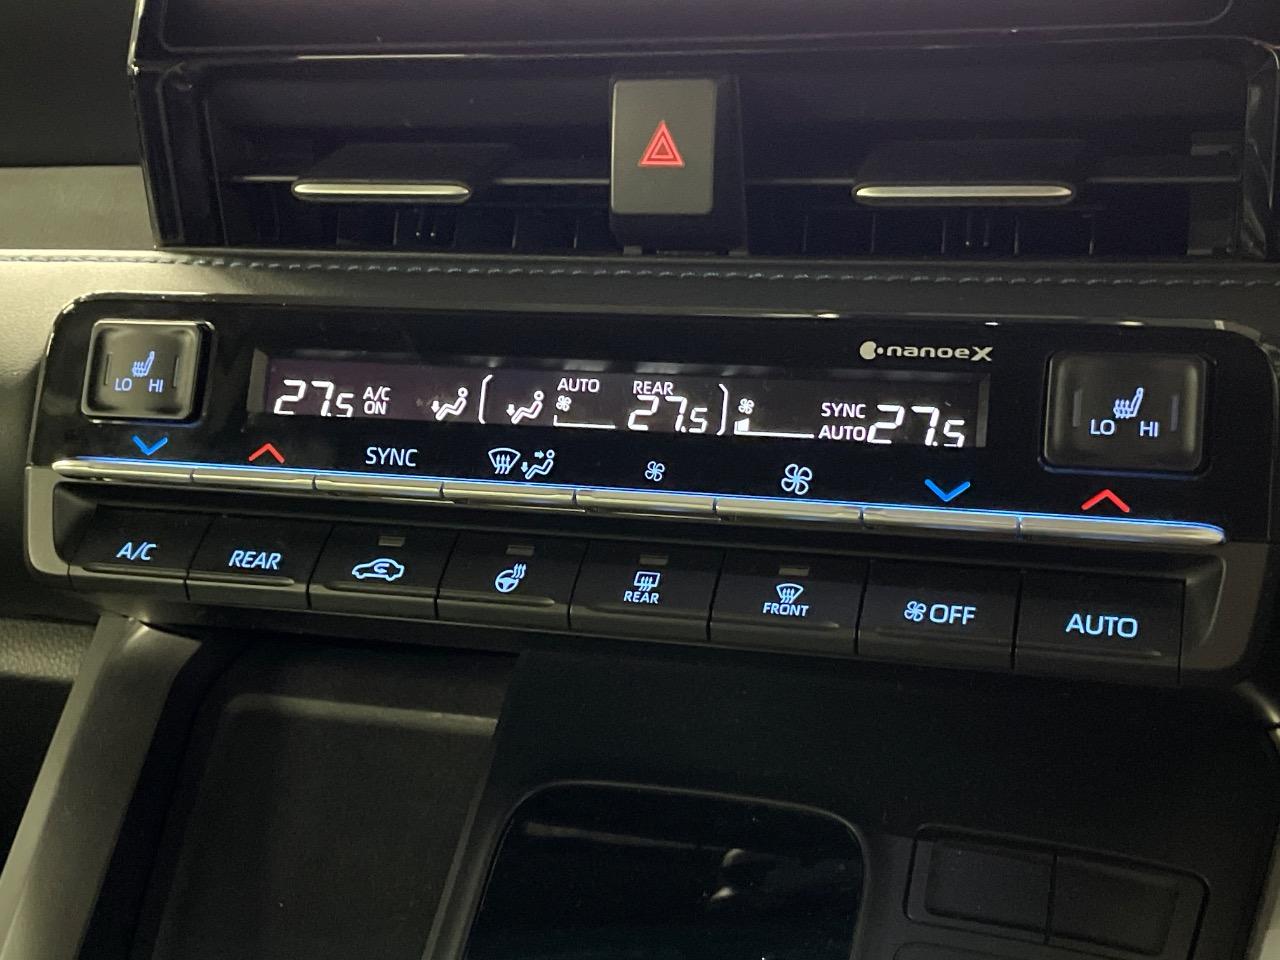 nanoeX
LO HI
27.5 A/C ON AUTO REAR 27.5 SYNC AUTO 27.5
LO HI
SYNC
A/C REAR REAR FRONT OFF AUTO